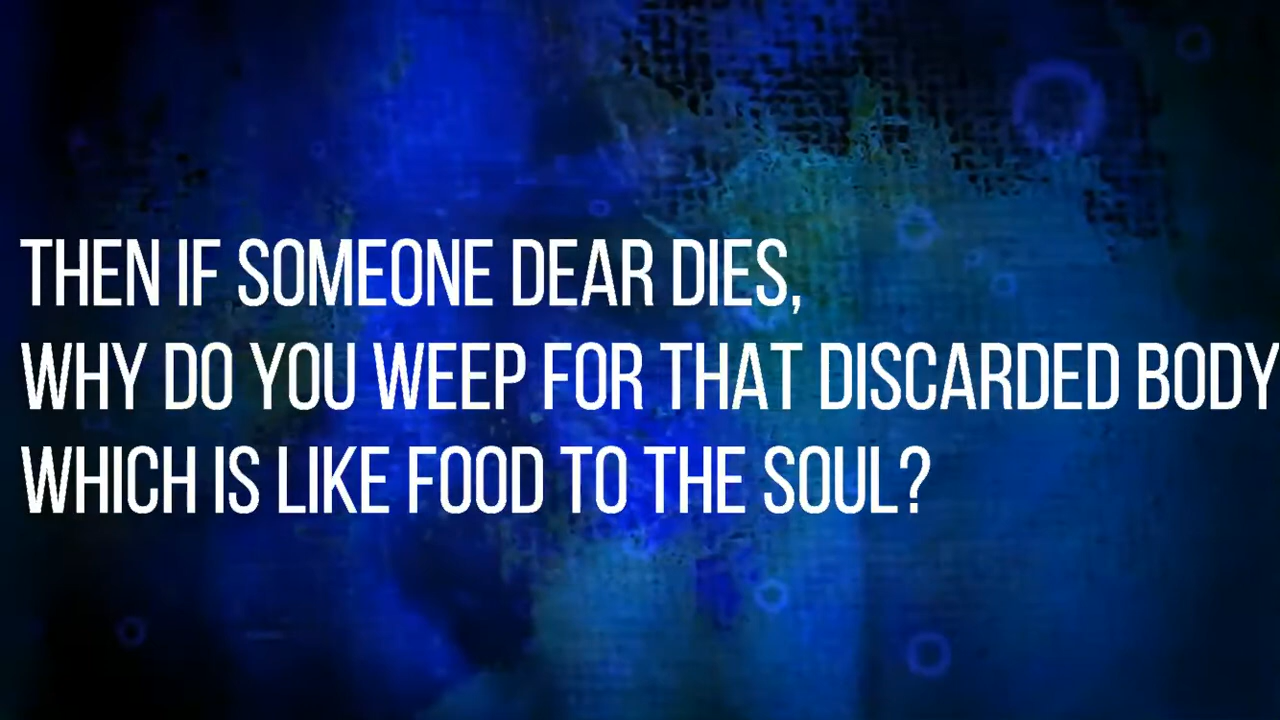 THEN IF SOMEONE DEAR DIES,
WHY DO YOU WEEP FOR THAT DISCARDED BODY
WHICH IS LIKE FOOD TO THE SOUL?